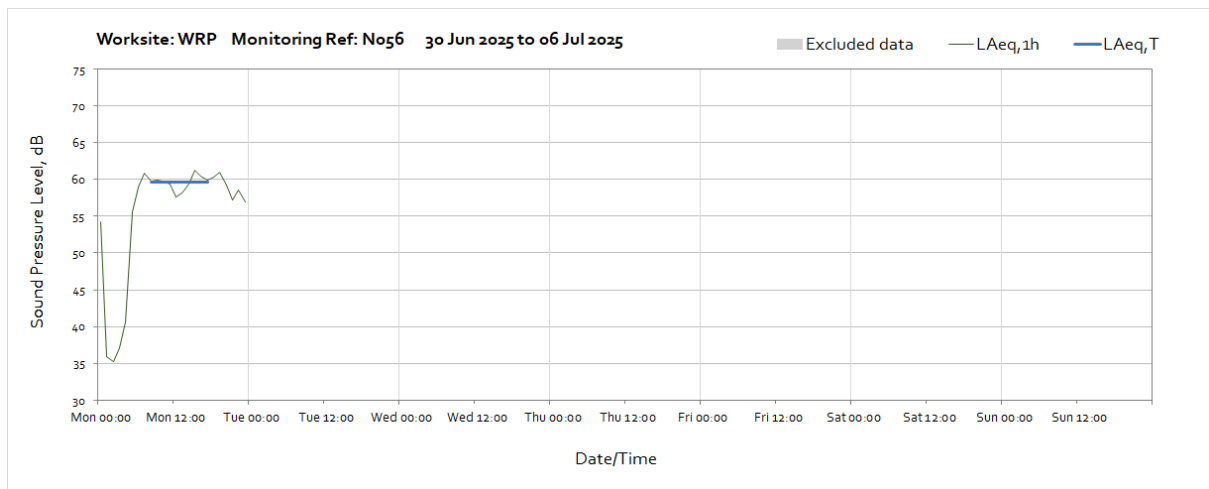 Worksite: WRP Monitoring Ref: N056 30 Jun 2025 to 06 Jul 2025
Excluded data LAeq,1h LAeq,T
Sound Pressure Level, dB
75
70
65
60
55
50
45
40
35
30
Mon 00:00 Mon 12:00 Tue 00:00 Tue 12:00 Wed 00:00 Wed 12:00 Thu 00:00 Thu 12:00 Fri 00:00 Fri 12:00 Sat 00:00 Sat 12:00 Sun 00:00 Sun 12:00
Date/Time